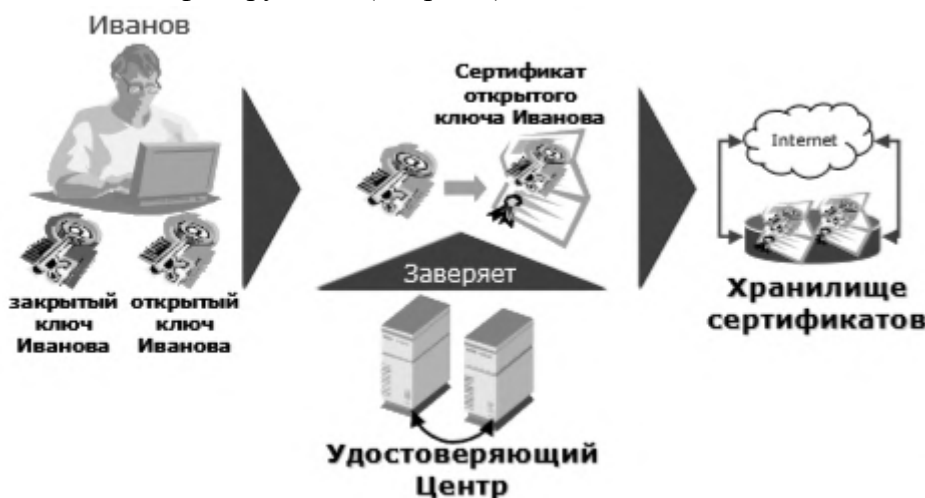 Иванов
закрытый
ключ
Иванова
открытый
ключ
Иванова
Сертификат
открытого
ключа Иванова
Заверяет
Удостоверяющий
Центр
Internet
Хранилище
сертификатов